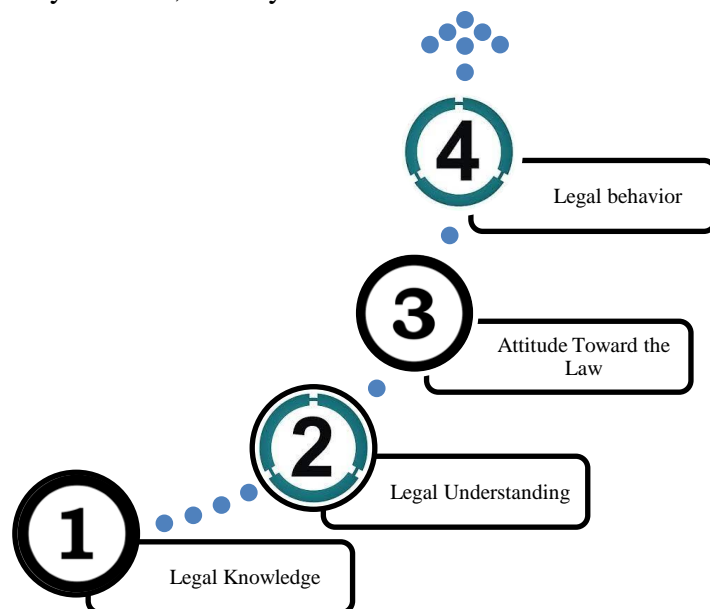 4
Legal behavior
3
Attitude Toward the
Law
2
Legal Understanding
1
Legal Knowledge